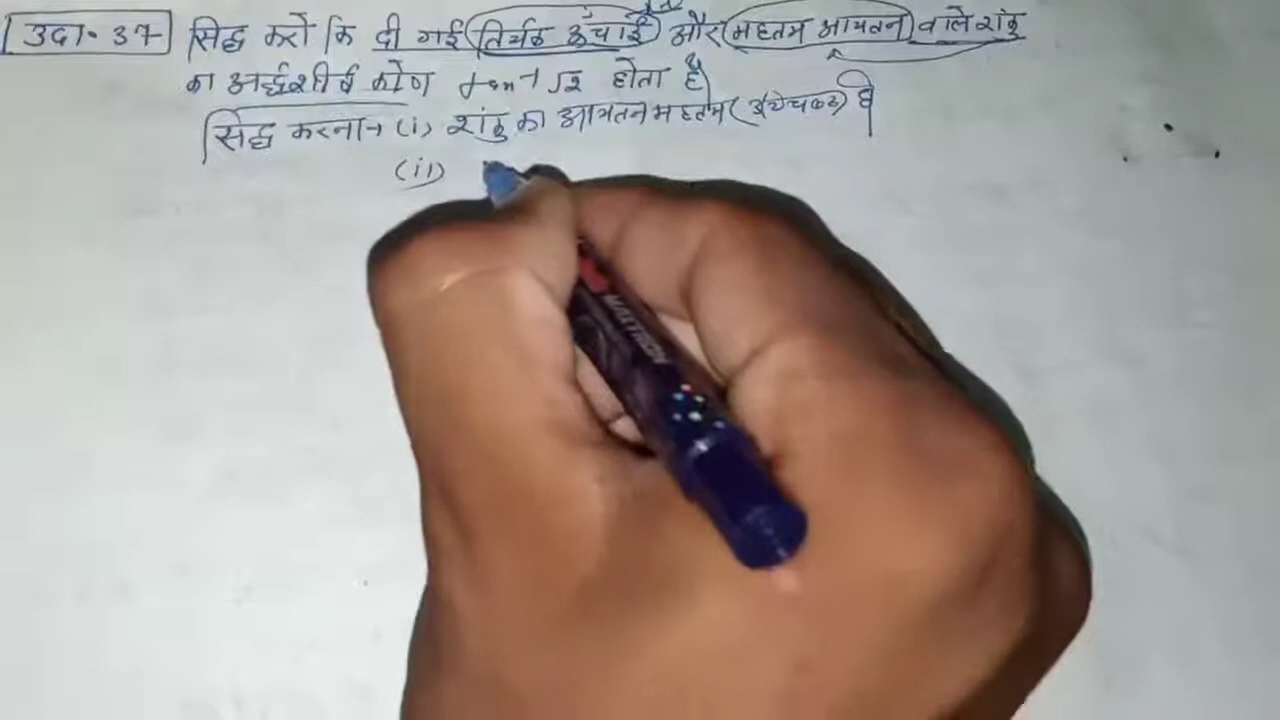 उदा. 37 सिद्ध करो कि दी गई तिर्यक ऊंचाई और महत्तम आयतन वाले शंकु
का अर्द्धशीर्ष कोण tan⁻¹ √2 होता है।
सिद्ध करना→ (i) शंकु का आयतन महत्तम (उच्चिष्ठ) है
(ii)